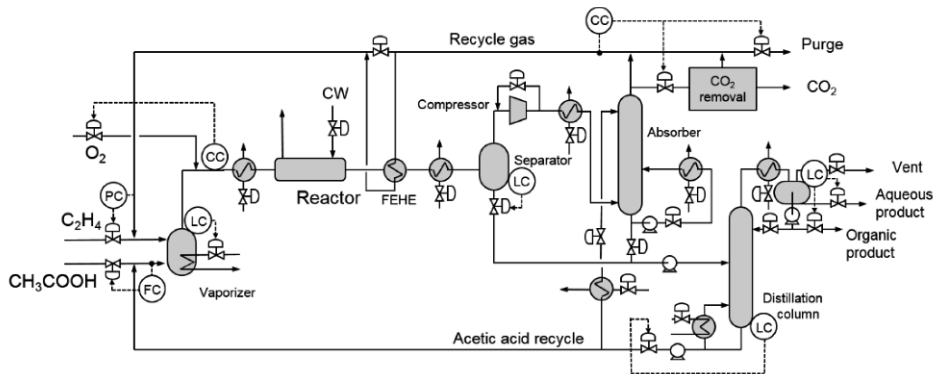 CC
Recycle gas
Purge
CO₂
removal
CO₂
CW
Compressor
Absorber
O₂
CC
Separator
Vent
LC
Reactor
FEHE
LC
PC
C₂H₄
LC
Aqueous
product
Organic
product
CH₃COOH
FC
Vaporizer
Distillation
column
LC
Acetic acid recycle